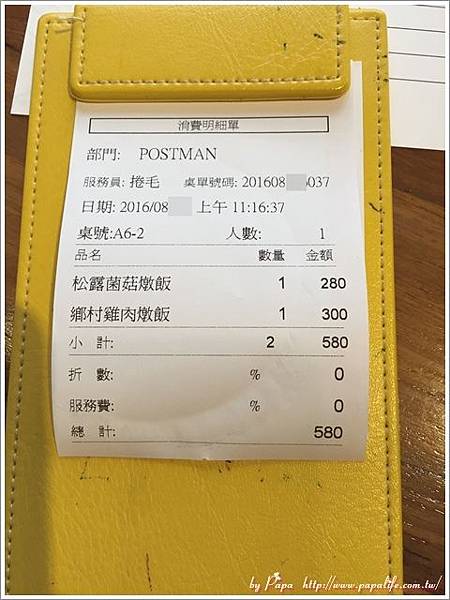 消費明細單
部門: POSTMAN
服務員: 捲毛 桌單號碼: 201608 037
日期: 2016/08 上午 11:16:37
桌號:A6-2 人數: 1
品名 數量 金額
松露菌菇燉飯 1 280
鄉村雞肉燉飯 1 300
小 計: 2 580
折 數: % 0
服務費: % 0
總 計: 580
by Papa http://www.papalife.com.tw/